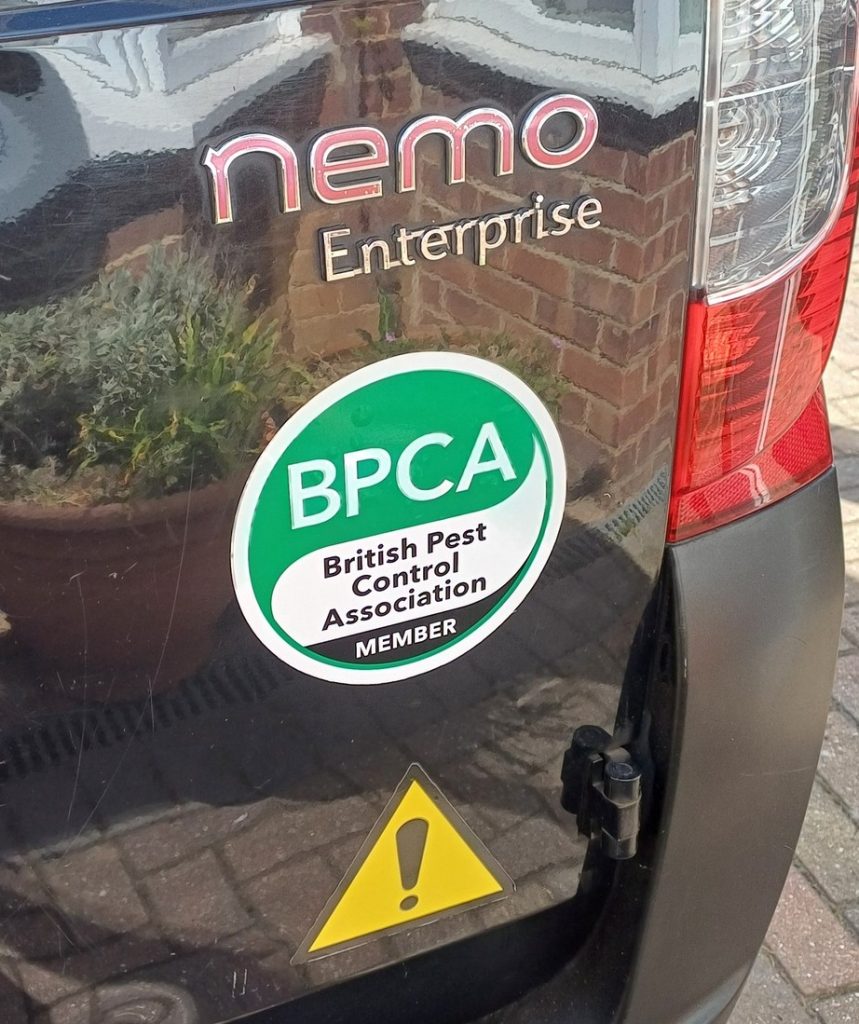 nemo
Enterprise
BPCA
British Pest
Control
Association
MEMBER
!